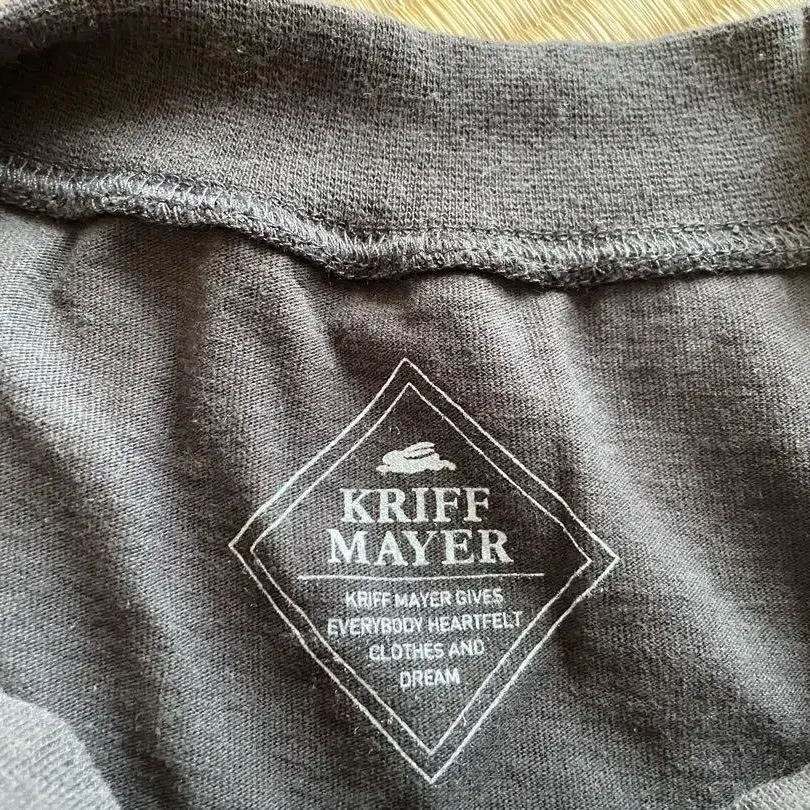 KRIFF
MAYER
KRIFF MAYER GIVES
EVERYBODY HEARTFELT
CLOTHES AND
DREAM